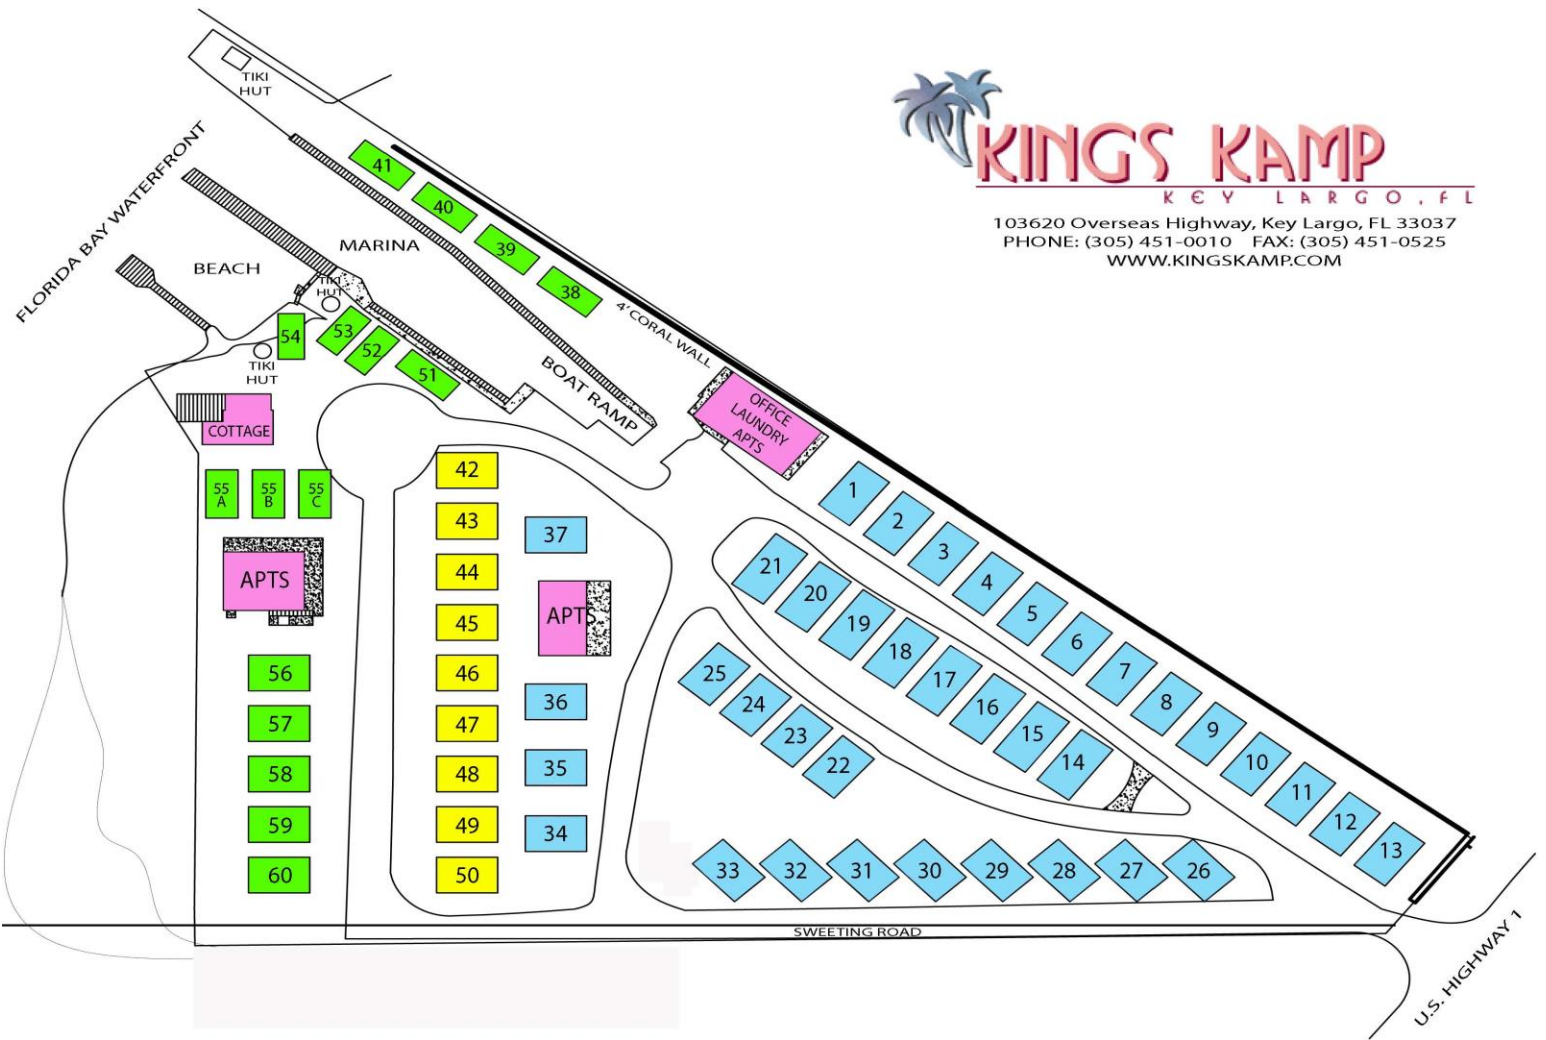 KINGS KAMP
KEY LARGO, FL
103620 Overseas Highway, Key Largo, FL 33037
PHONE: (305) 451-0010 FAX: (305) 451-0525
WWW.KINGSKAMP.COM
TIKI
HUT
FLORIDA BAY WATERFRONT
41
40
39
38
MARINA
BEACH
TIKI
HUT
4' CORAL WALL
54
53
52
51
TIKI
HUT
BOAT RAMP
OFFICE
LAUNDRY
APTS
COTTAGE
55
A
55
B
55
C
APTS
56
57
58
59
60
42
43
44
45
46
47
48
49
50
37
APTS
36
35
34
1
2
3
4
5
6
7
8
9
10
11
12
13
21
20
19
18
17
16
15
14
25
24
23
22
33
32
31
30
29
28
27
26
SWEETING ROAD
U.S. HIGHWAY 1